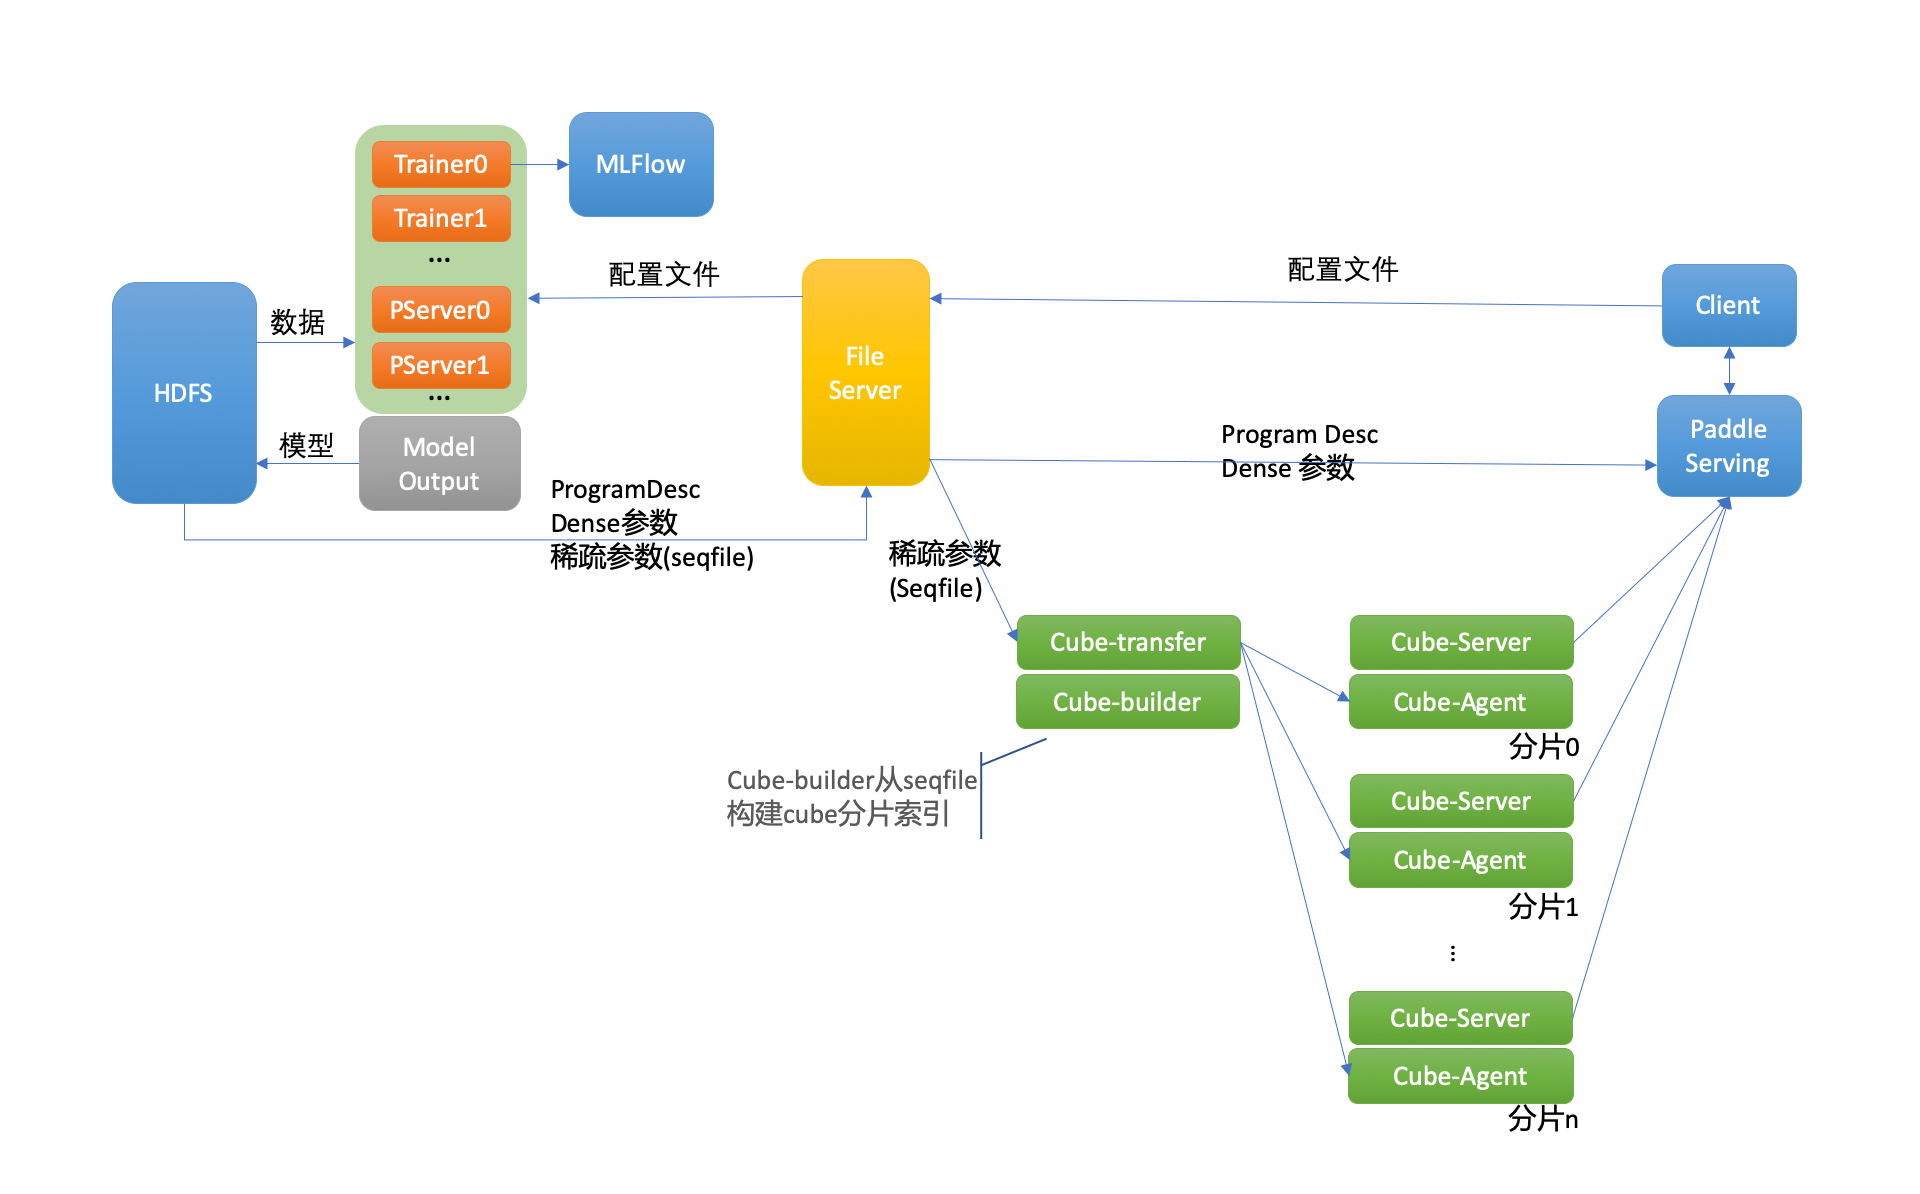 Trainer0
MLFlow
Trainer1
...
配置文件
配置文件
PServer0
Client
数据
PServer1
File
Server
HDFS
...
模型
Model
Output
Program Desc
Dense 参数
Paddle
Serving
ProgramDesc
Dense参数
稀疏参数(seqfile)
稀疏参数
(Seqfile)
Cube-transfer
Cube-builder
Cube-Server
Cube-Agent
分片0
Cube-builder从seqfile
构建cube分片索引
Cube-Server
Cube-Agent
分片1
...
Cube-Server
Cube-Agent
分片n